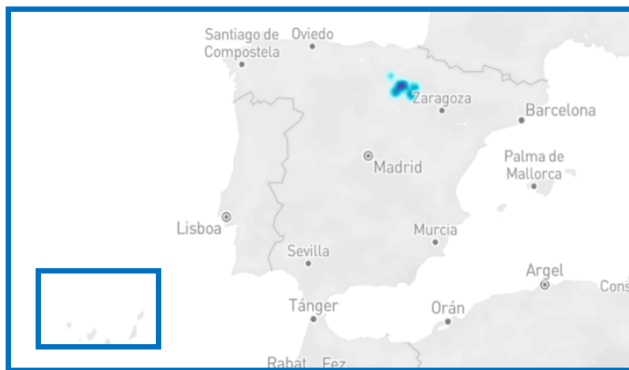 Santiago de
Compostela
Oviedo
Zaragoza
Barcelona
Madrid
Palma de
Mallorca
Lisboa
Murcia
Sevilla
Argel
Cons
Tánger
Orán
Rabat
Fez